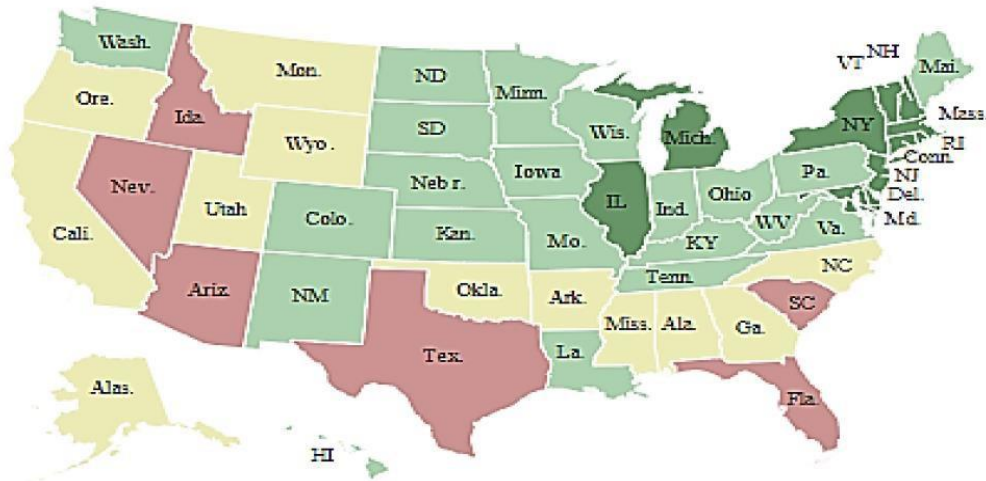 Wash.
VT NH
Mai.
Mon.
ND
Minn.
Ore.
Ida.
SD
Wis.
Mich.
NY
Mass
RI
Conn.
NJ
Del.
Md.
Wyo.
Nev.
Nebr.
Iowa
IL
Ind.
Ohio
Pa.
Utah
Colo.
Kan.
Mo.
KY
WV
Va.
Cali.
Ariz.
NM
Okla.
Ark.
Tenn.
NC
SC
Tex.
La.
Miss.
Ala.
Ga.
Fla.
Alas.
HI